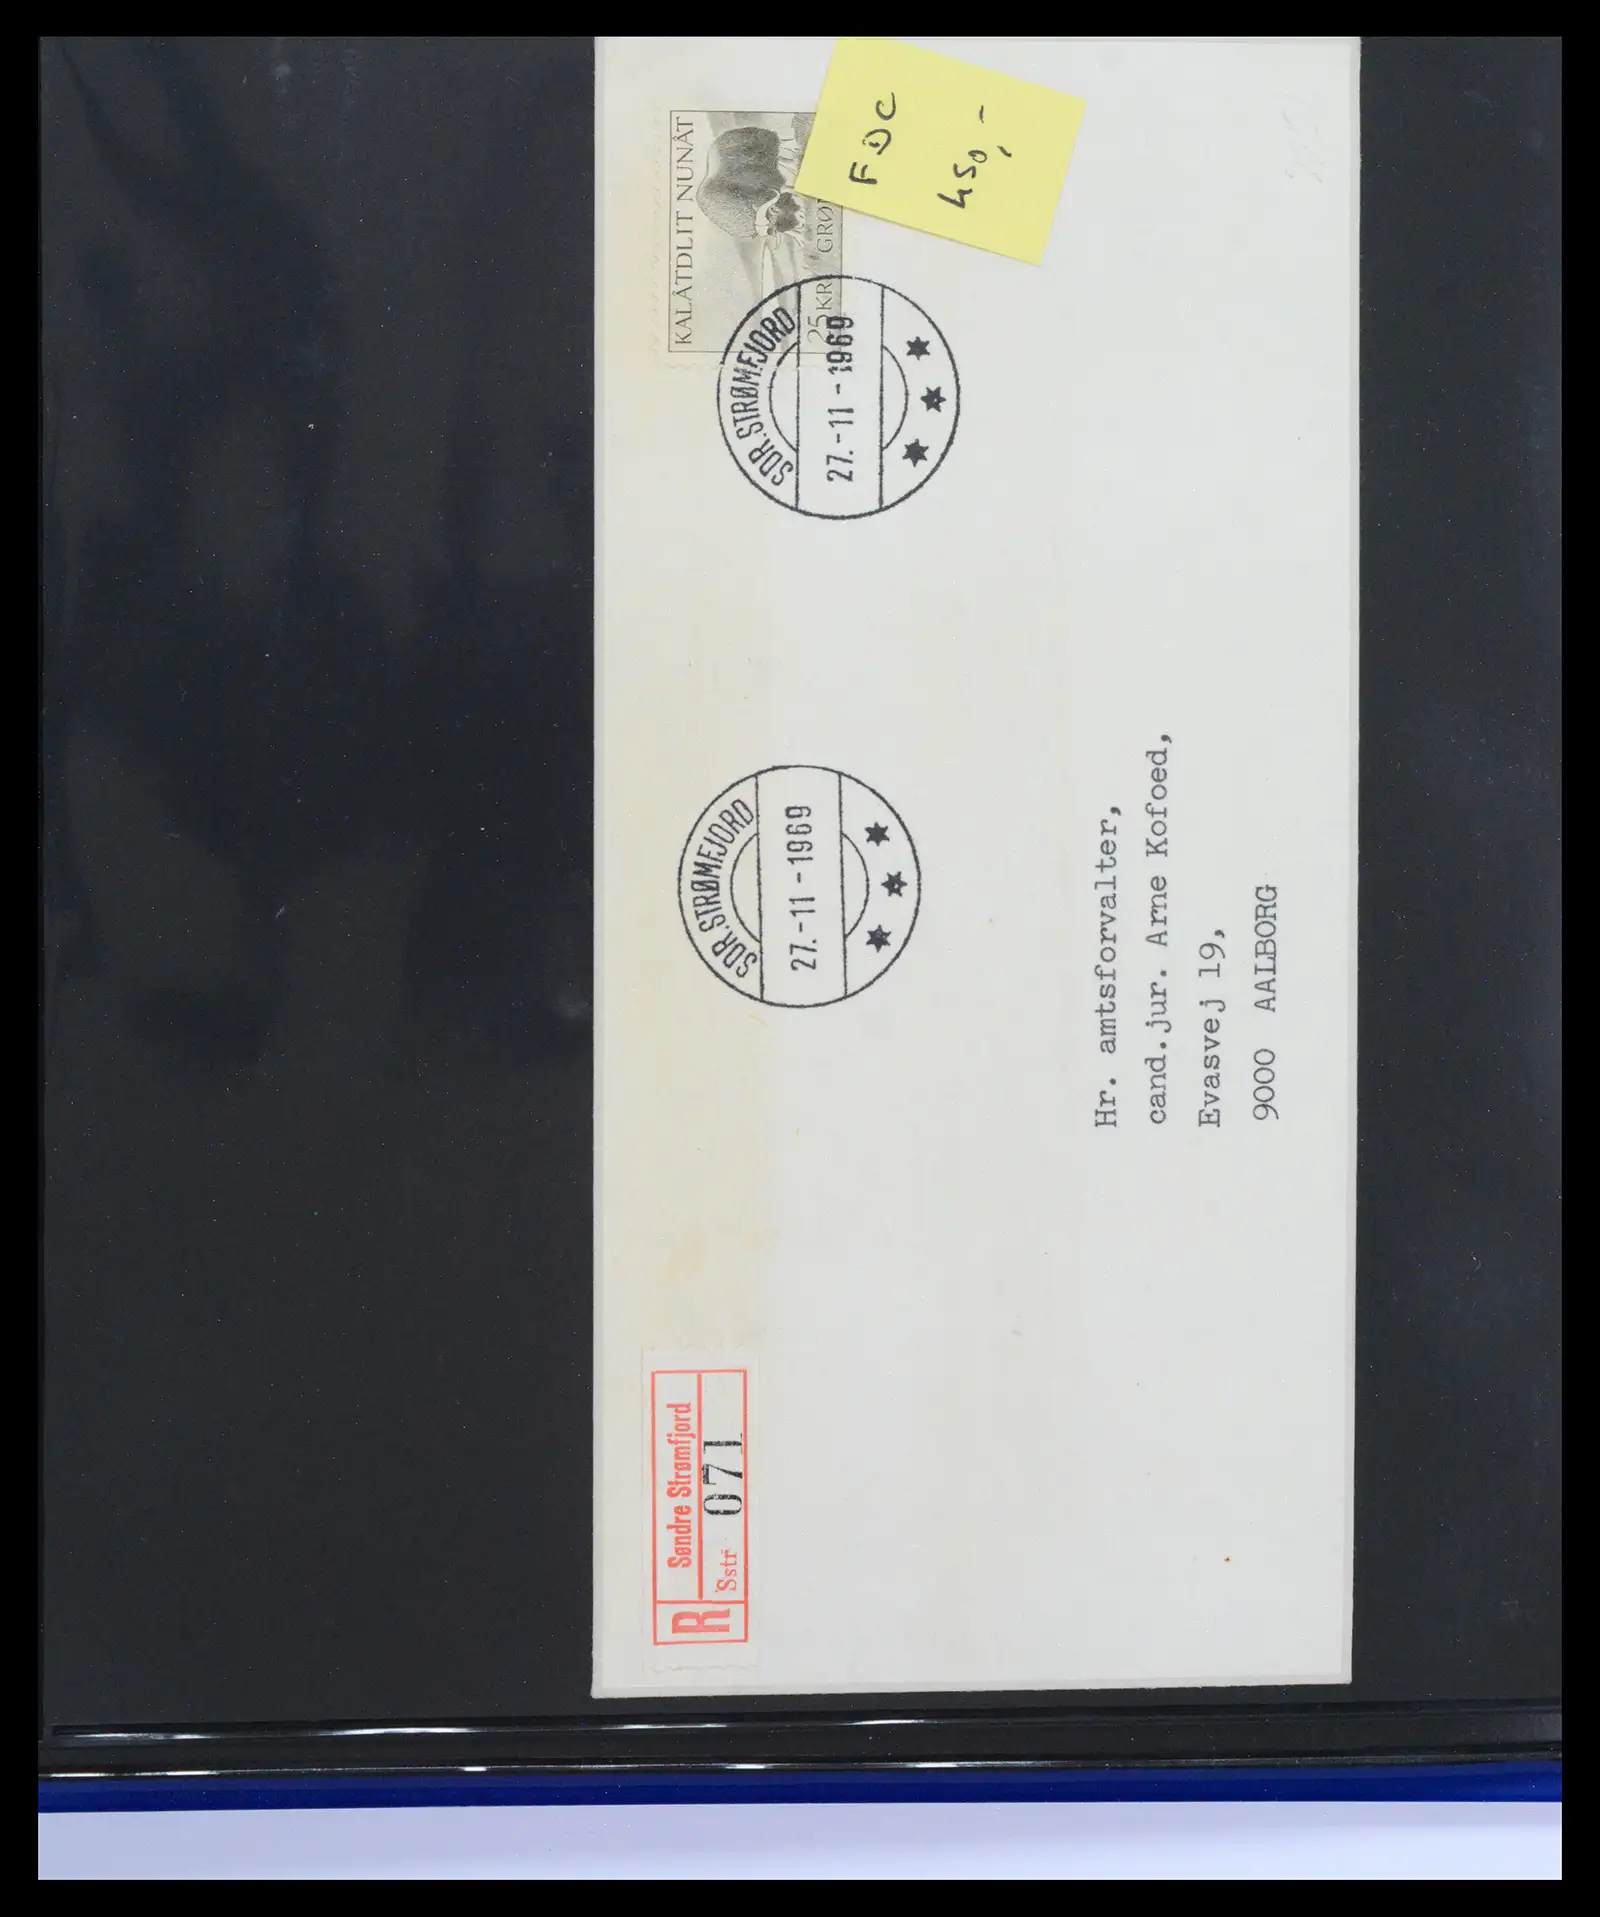 KALÂTDLIT NUNÂT
25 KR. GRØ
FDC
450,-
SDR. STRØMFJORD
27.-11-1969
SDR. STRØMFJORD
27.-11-1969
R
Søndre Strømfjord
Sstr 071
Hr. amtsforvalter,
cand.jur. Arne Kofoed,
Evasvej 19,
9000 AALBORG